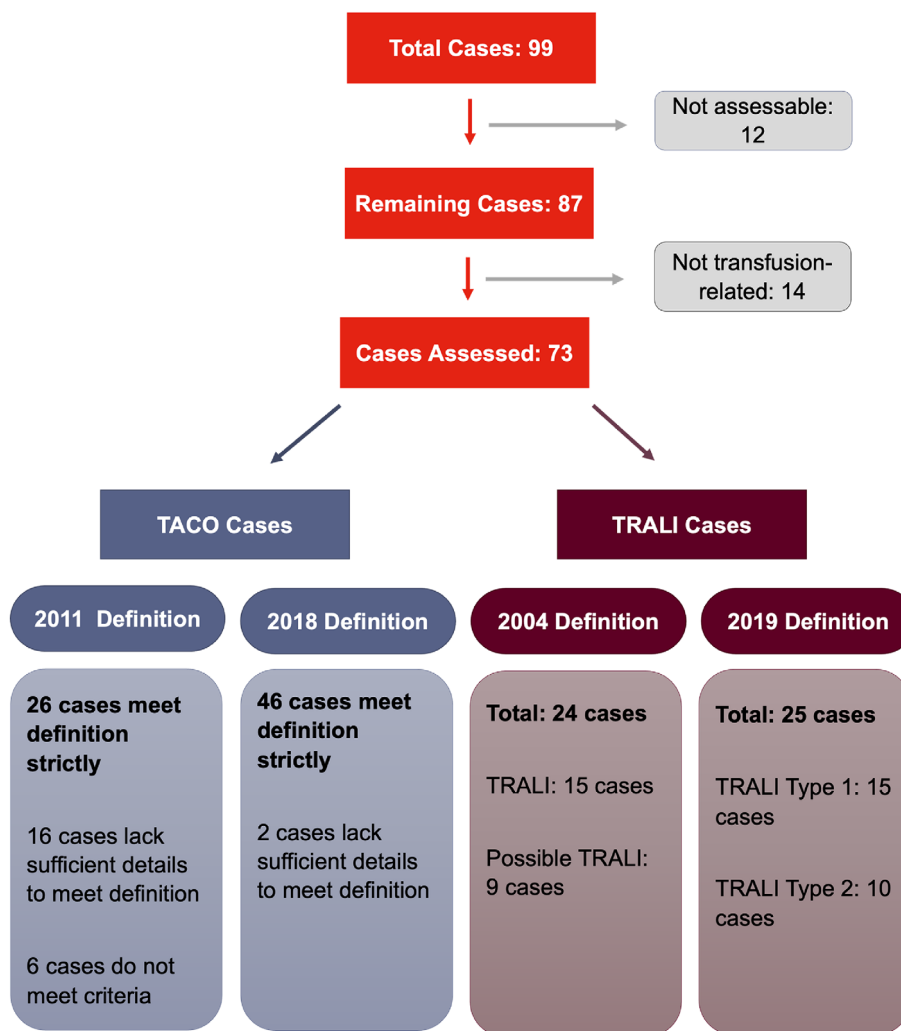 Total Cases: 99
Not assessable:
12
Remaining Cases: 87
Not transfusion-
related: 14
Cases Assessed: 73
TACO Cases
TRALI Cases
2011  Definition
26 cases meet
definition
strictly
16 cases lack
sufficient details
to meet definition
6 cases do not
meet criteria
2018 Definition
46 cases meet
definition
strictly
2 cases lack
sufficient details
to meet definition
2004 Definition
Total: 24 cases
TRALI: 15 cases
Possible TRALI:
9 cases
2019 Definition
Total: 25 cases
TRALI Type 1: 15
cases
TRALI Type 2: 10
cases